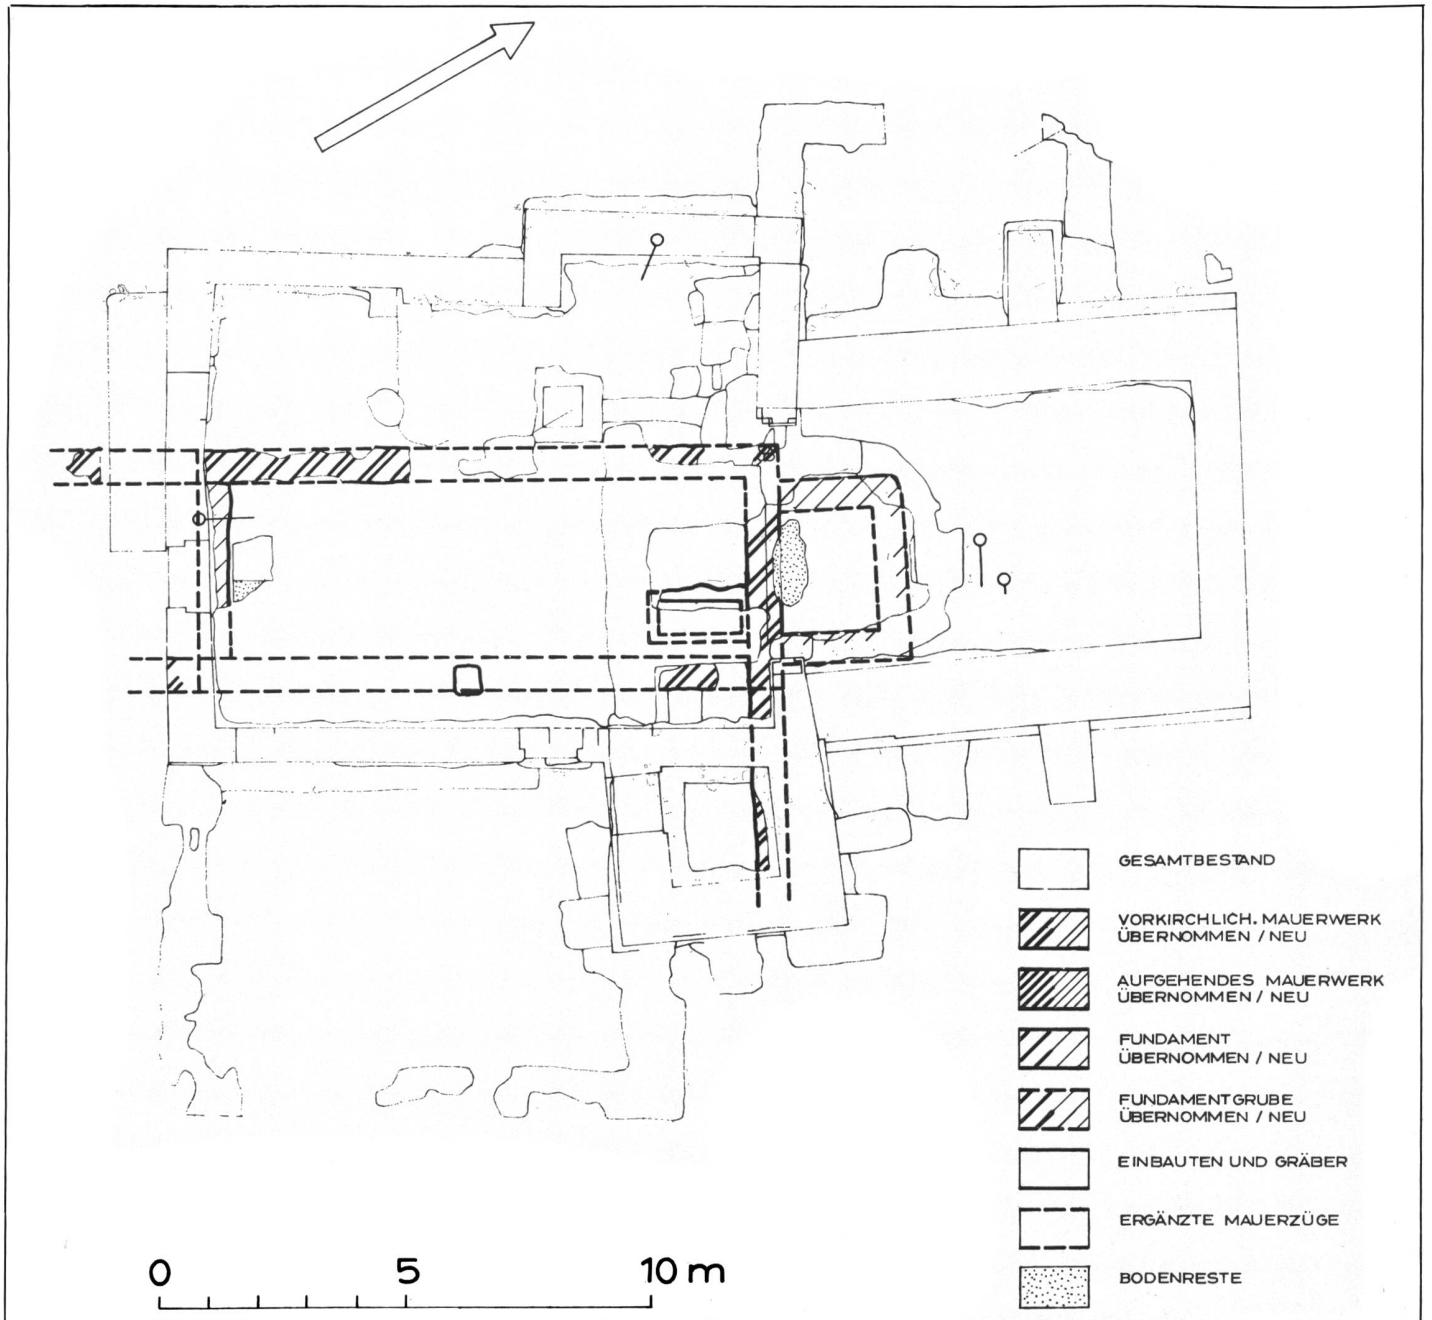 GESAMTBESTAND
VORKIRCHLICH. MAUERWERK
ÜBERNOMMEN / NEU
AUFGEHENDES MAUERWERK
ÜBERNOMMEN / NEU
FUNDAMENT
ÜBERNOMMEN / NEU
FUNDAMENTGRUBE
ÜBERNOMMEN / NEU
EINBAUTEN UND GRÄBER
ERGÄNZTE MAUERZÜGE
BODENRESTE
0 5 10 m